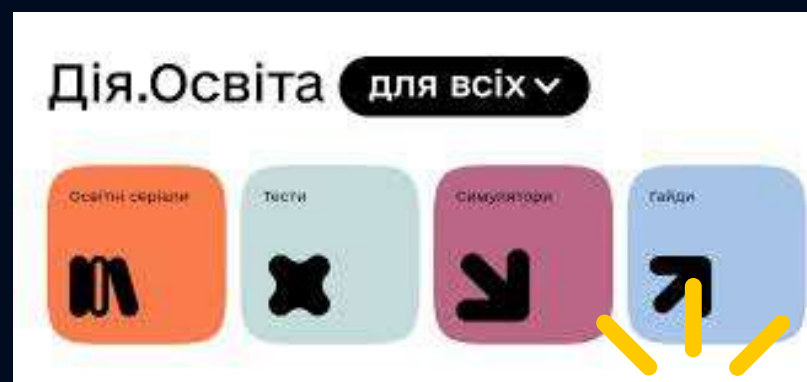 Дія.Освіта для всіх
Освітні серіали
Тести
Симулятори
Гайди